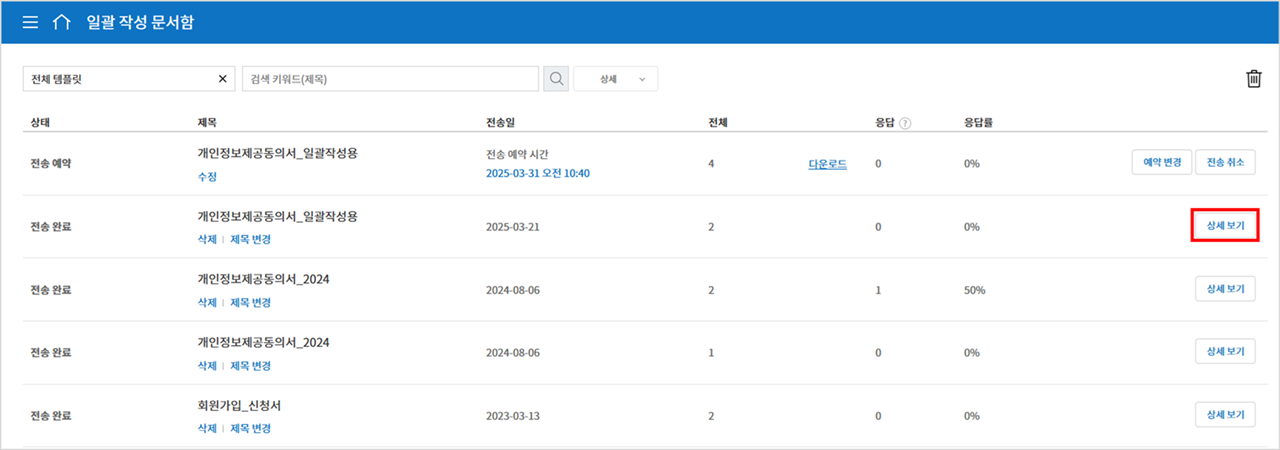 일괄 작성 문서함
전체 템플릿
검색 키워드(제목)
상세
상태 제목 전송일 전체 응답 ? 응답률
전송 예약 개인정보제공동의서_일괄작성용 전송 예약 시간 4 다운로드 0 0% 예약 변경 전송 취소
수정 2025-03-31 오전 10:40
전송 완료 개인정보제공동의서_일괄작성용 2025-03-21 2 0 0% 상세 보기
삭제 | 제목 변경
전송 완료 개인정보제공동의서_2024 2024-08-06 2 1 50% 상세 보기
삭제 | 제목 변경
전송 완료 개인정보제공동의서_2024 2024-08-06 1 0 0% 상세 보기
삭제 | 제목 변경
전송 완료 회원가입_신청서 2023-03-13 2 0 0% 상세 보기
삭제 | 제목 변경